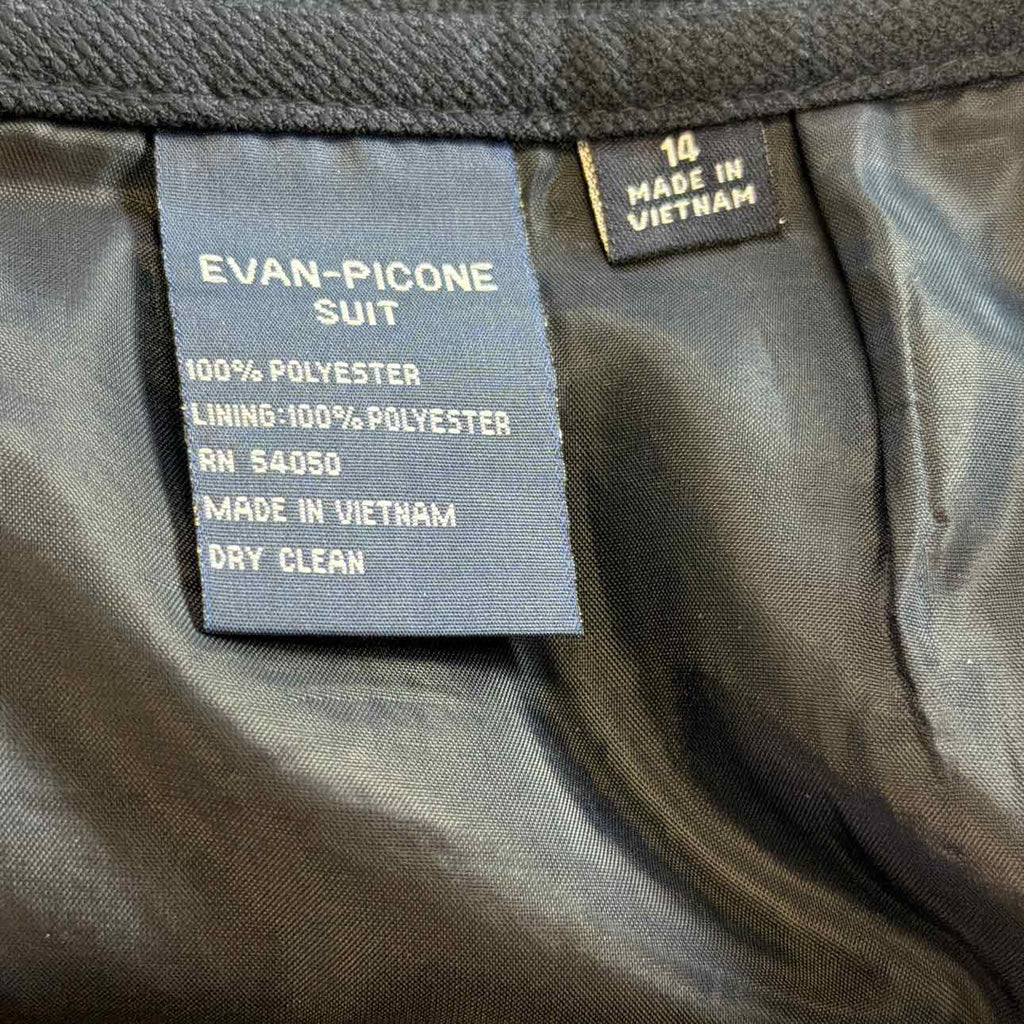 EVAN-PICONE
SUIT
100% POLYESTER
LINING:100% POLYESTER
RN 54050
MADE IN VIETNAM
DRY CLEAN
14
MADE IN
VIETNAM